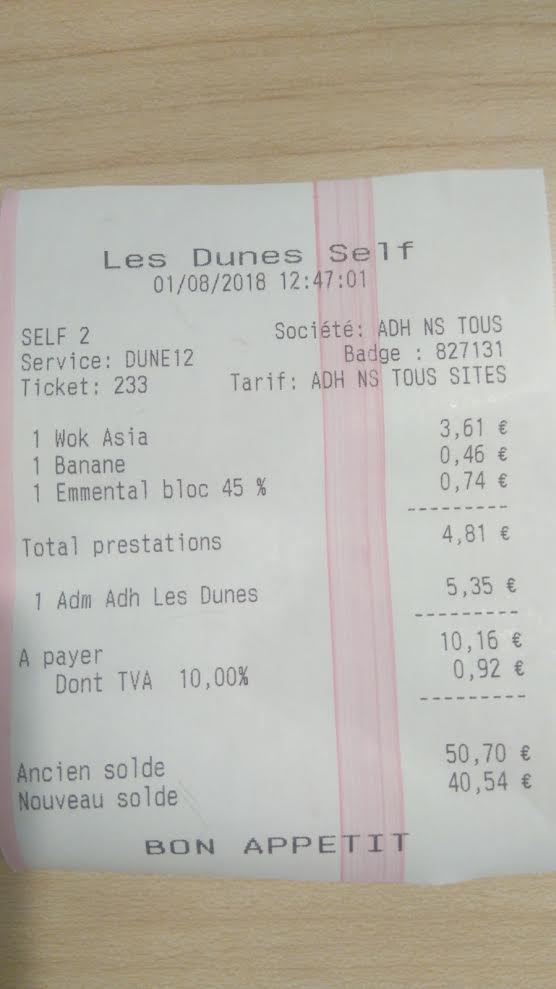 Les Dunes Self
01/08/2018 12:47:01
SELF 2 Société: ADH NS TOUS
Service: DUNE12 Badge : 827131
Ticket: 233 Tarif: ADH NS TOUS SITES
1 Wok Asia 3,61 €
1 Banane 0,46 €
1 Emmental bloc 45 % 0,74 €
---------
Total prestations 4,81 €
1 Adm Adh Les Dunes 5,35 €
---------
A payer 10,16 €
Dont TVA 10,00% 0,92 €
---------
Ancien solde 50,70 €
Nouveau solde 40,54 €
BON APPETIT